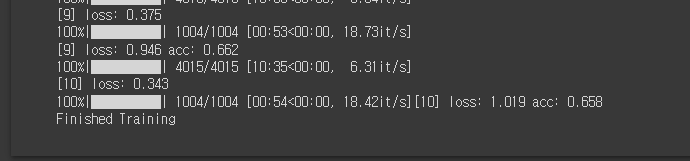 [9] loss: 0.375
100%|██████████| 1004/1004 [00:53<00:00, 18.73it/s]
[9] loss: 0.946 acc: 0.662
100%|██████████| 4015/4015 [10:35<00:00, 6.31it/s]
[10] loss: 0.343
100%|██████████| 1004/1004 [00:54<00:00, 18.42it/s][10] loss: 1.019 acc: 0.658
Finished Training